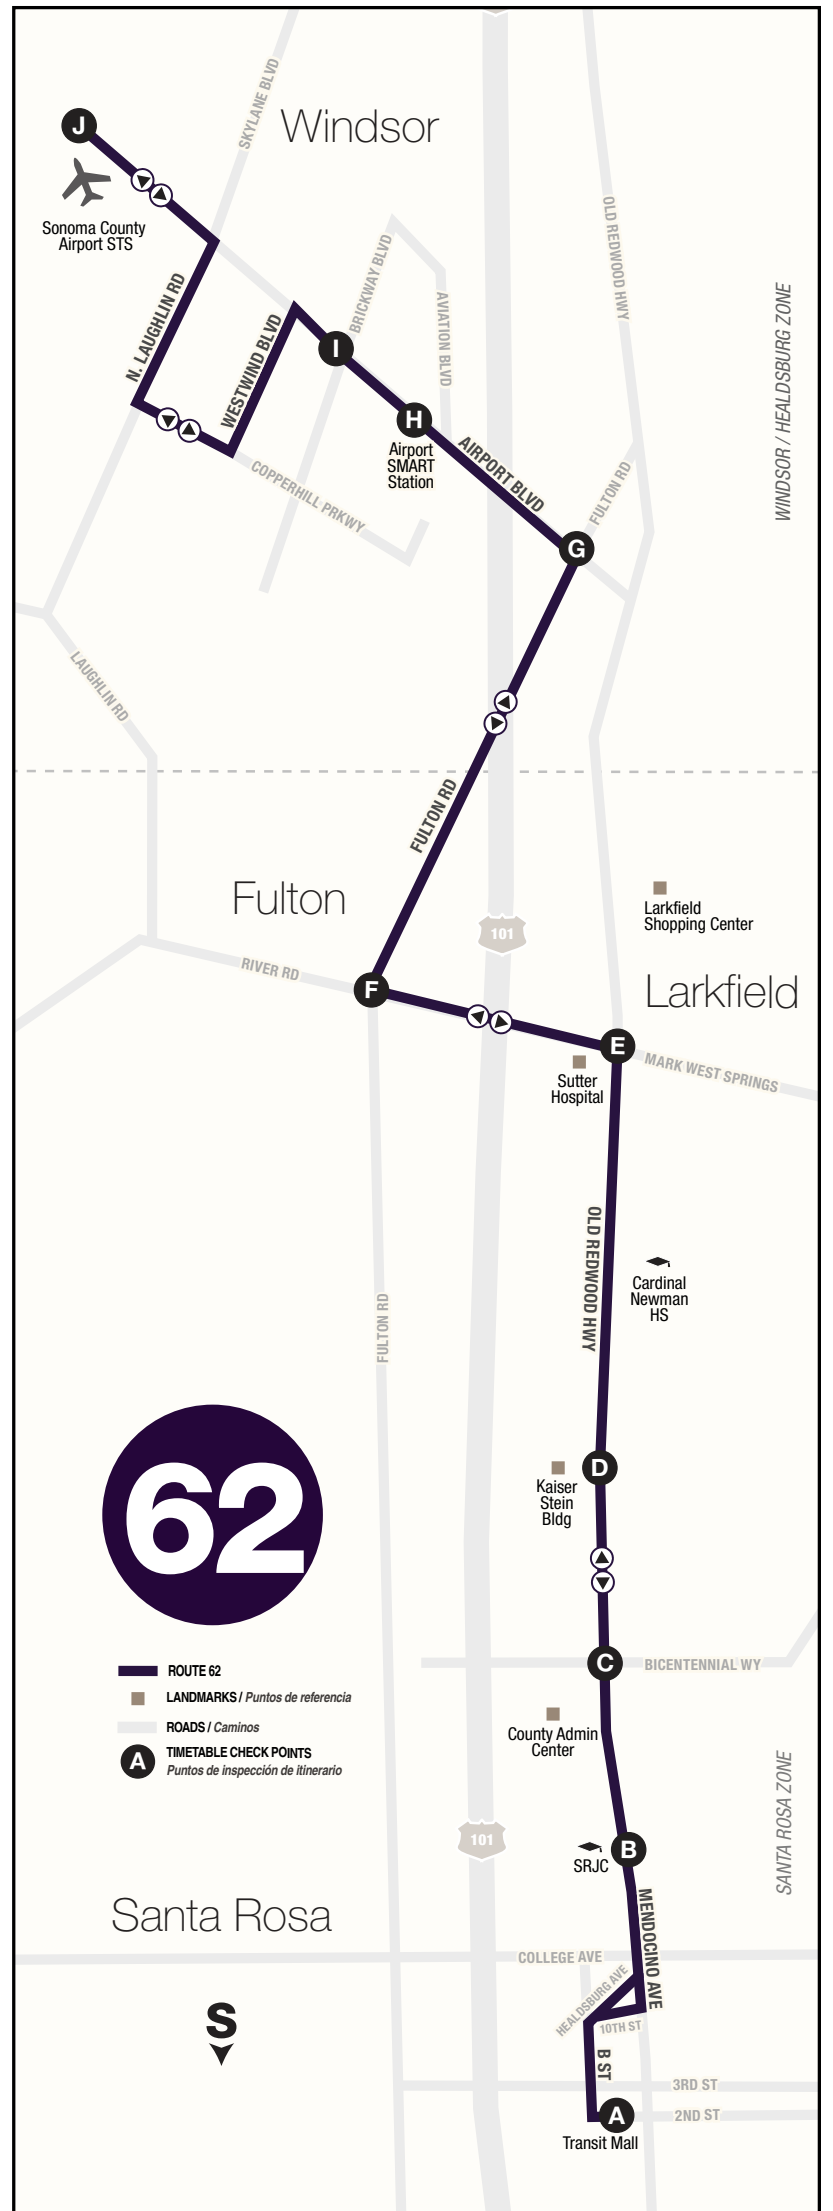 SKYLANE BLVD
Windsor
J
Sonoma County
Airport STS
OLD REDWOOD HWY
BRICKWAY BLVD
AVIATION BLVD
N. LAUGHLIN RD
WESTWIND BLVD
I
H
Airport
SMART
Station
AIRPORT BLVD
WINDSOR / HEALDSBURG ZONE
COPPERHILL PRKWY
FULTON RD
G
LAUGHLIN RD
FULTON RD
Fulton
Larkfield
Shopping Center
101
RIVER RD
F
Larkfield
E
MARK WEST SPRINGS
Sutter
Hospital
OLD REDWOOD HWY
Cardinal
Newman
HS
FULTON RD
D
Kaiser
Stein
Bldg
62
C
BICENTENNIAL WY
ROUTE 62
LANDMARKS / Puntos de referencia
ROADS / Caminos
A
TIMETABLE CHECK POINTS
Puntos de inspección de itinerario
County Admin
Center
SANTA ROSA ZONE
101
B
SRJC
Santa Rosa
MENDOCINO AVE
COLLEGE AVE
HEALDSBURG AVE
10TH ST
S
B ST
3RD ST
A
2ND ST
Transit Mall